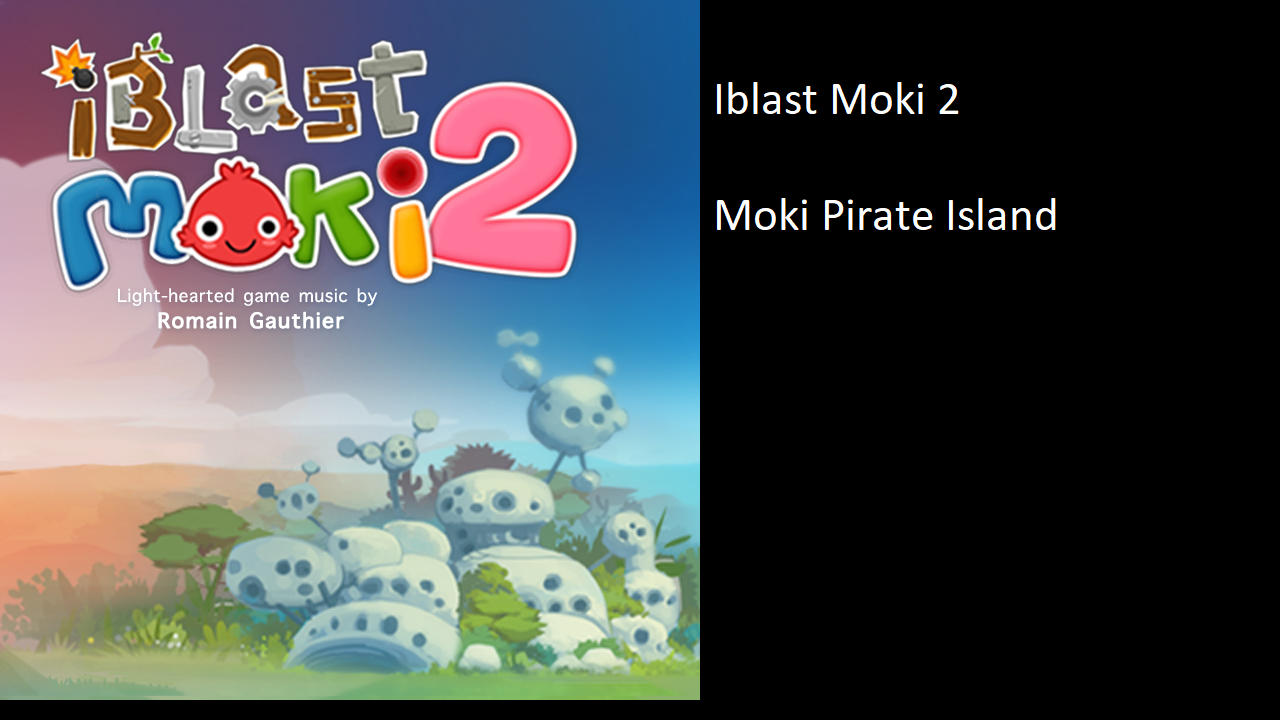 iBLast
moki2
Light-hearted game music by
Romain Gauthier
Iblast Moki 2
Moki Pirate Island